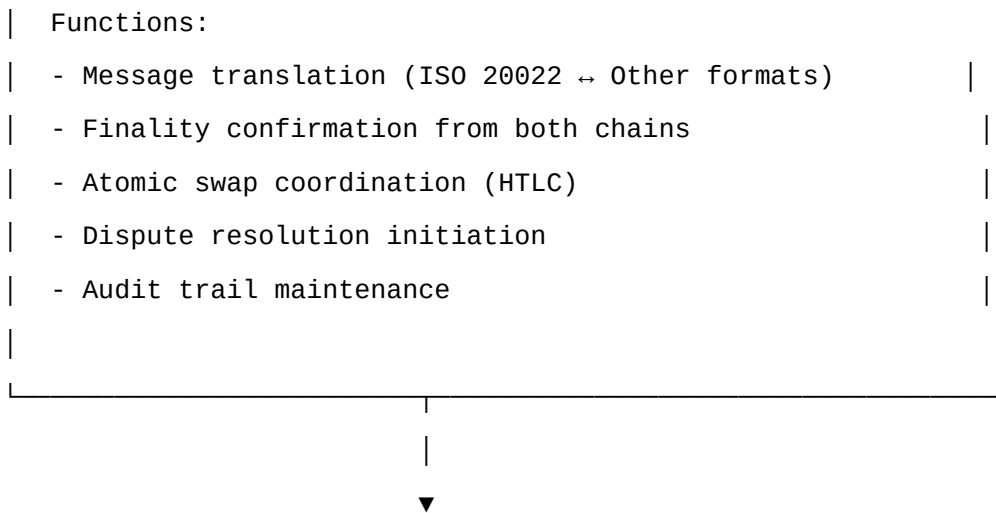 Functions:
- Message translation (ISO 20022 ↔ Other formats)
- Finality confirmation from both chains
- Atomic swap coordination (HTLC)
- Dispute resolution initiation
- Audit trail maintenance